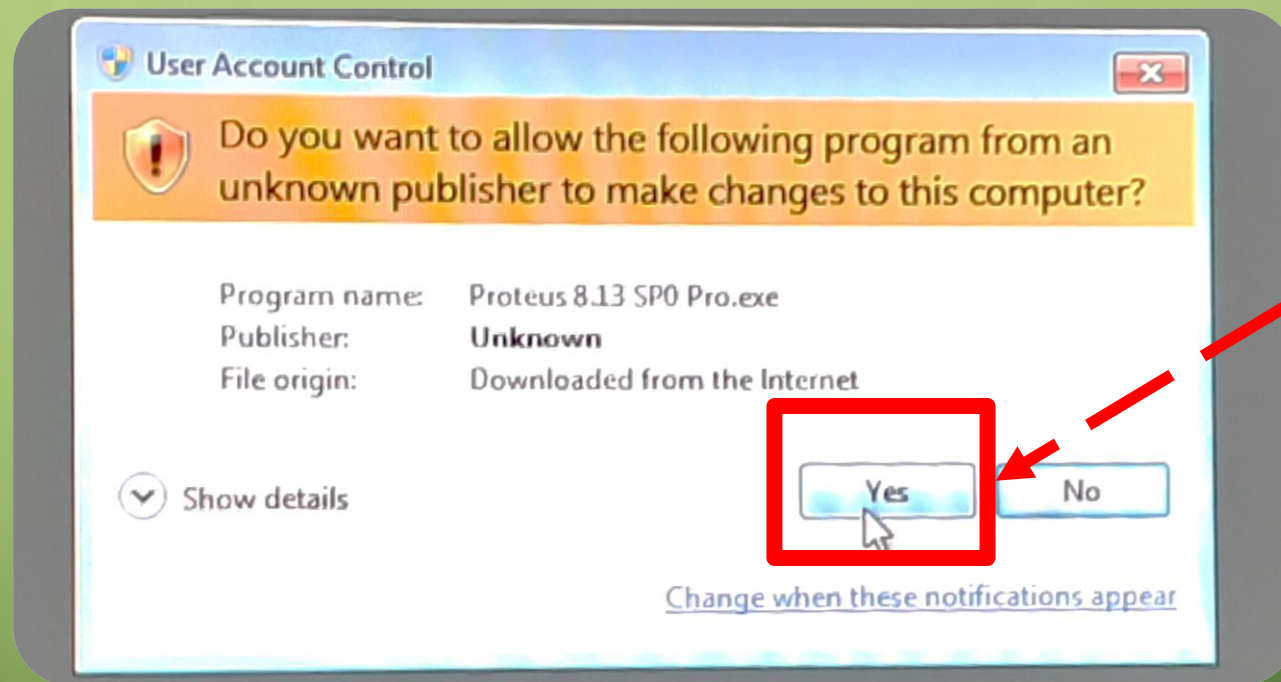 User Account Control
Do you want to allow the following program from an
unknown publisher to make changes to this computer?
Program name: Proteus 8.13 SP0 Pro.exe
Publisher: Unknown
File origin: Downloaded from the Internet
Show details
Yes
No
Change when these notifications appear